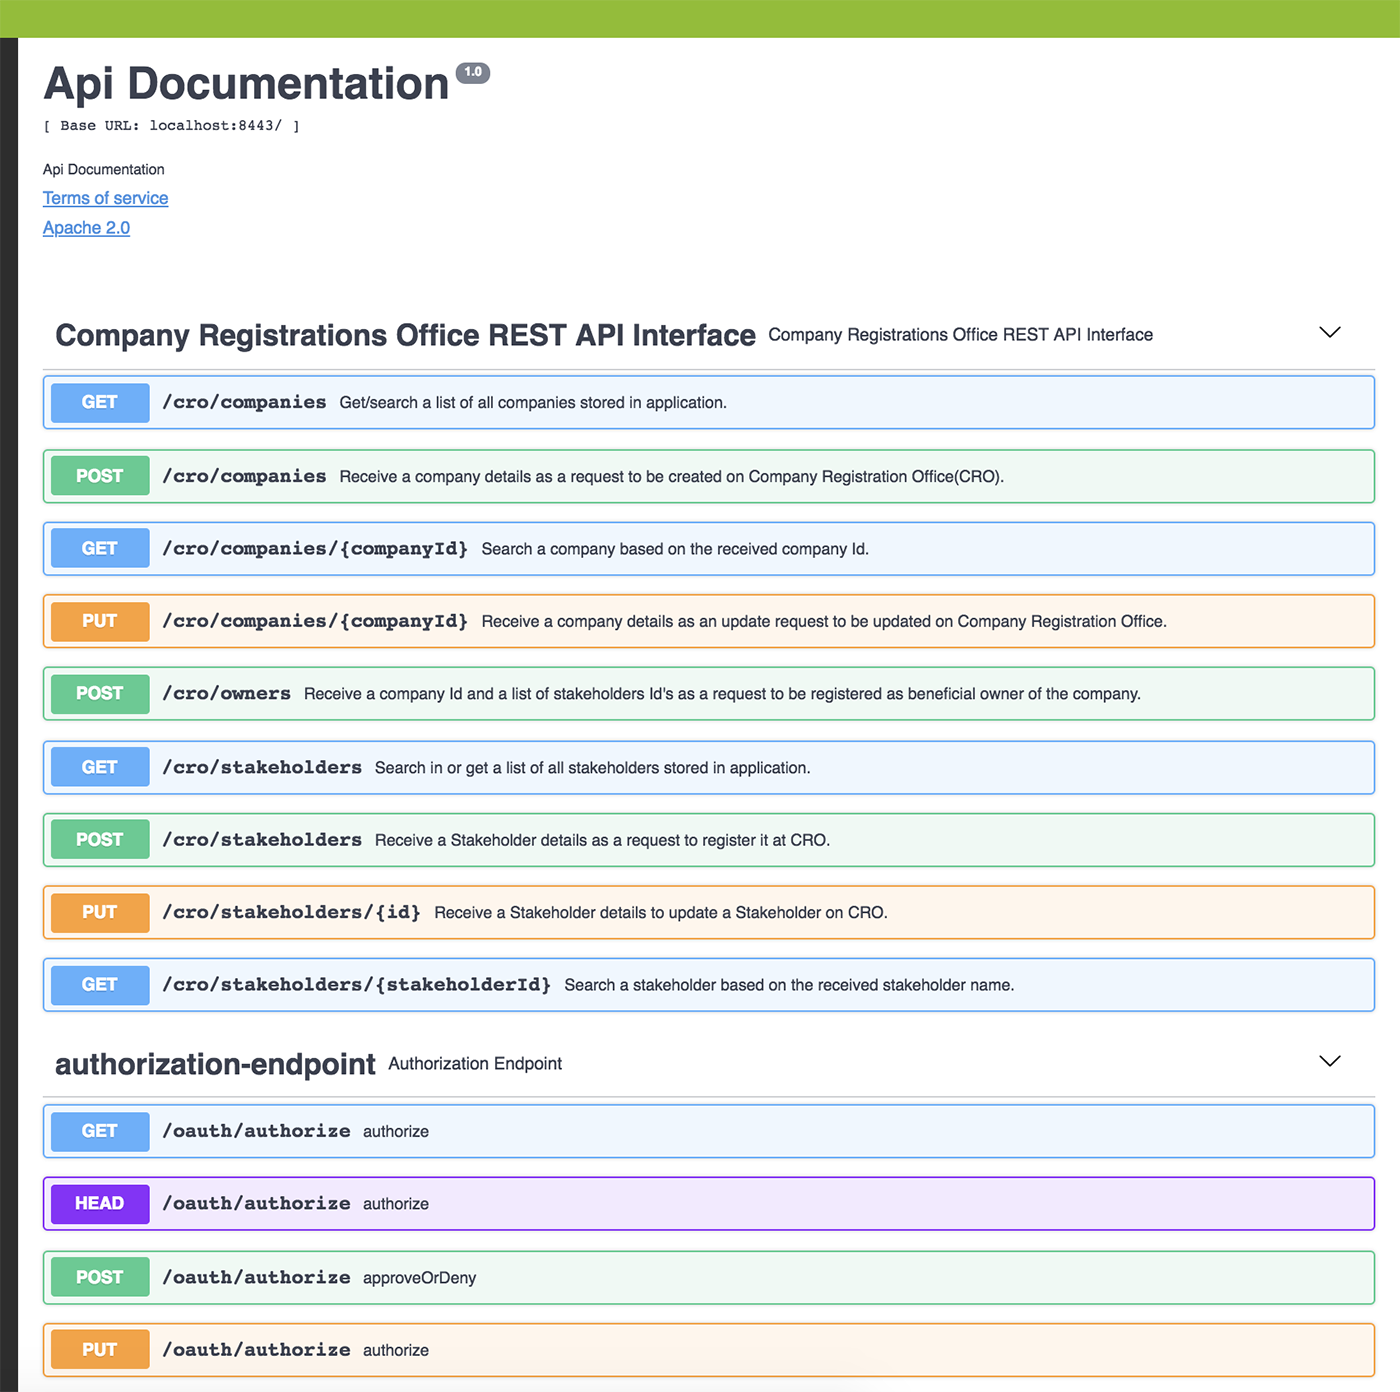 Api Documentation 1.0
[ Base URL: localhost:8443/ ]
Api Documentation
Terms of service
Apache 2.0
Company Registrations Office REST API Interface Company Registrations Office REST API Interface
GET /cro/companies Get/search a list of all companies stored in application.
POST /cro/companies Receive a company details as a request to be created on Company Registration Office(CRO).
GET /cro/companies/{companyId} Search a company based on the received company Id.
PUT /cro/companies/{companyId} Receive a company details as an update request to be updated on Company Registration Office.
POST /cro/owners Receive a company Id and a list of stakeholders Id's as a request to be registered as beneficial owner of the company.
GET /cro/stakeholders Search in or get a list of all stakeholders stored in application.
POST /cro/stakeholders Receive a Stakeholder details as a request to register it at CRO.
PUT /cro/stakeholders/{id} Receive a Stakeholder details to update a Stakeholder on CRO.
GET /cro/stakeholders/{stakeholderId} Search a stakeholder based on the received stakeholder name.
authorization-endpoint Authorization Endpoint
GET /oauth/authorize authorize
HEAD /oauth/authorize authorize
POST /oauth/authorize approveOrDeny
PUT /oauth/authorize authorize